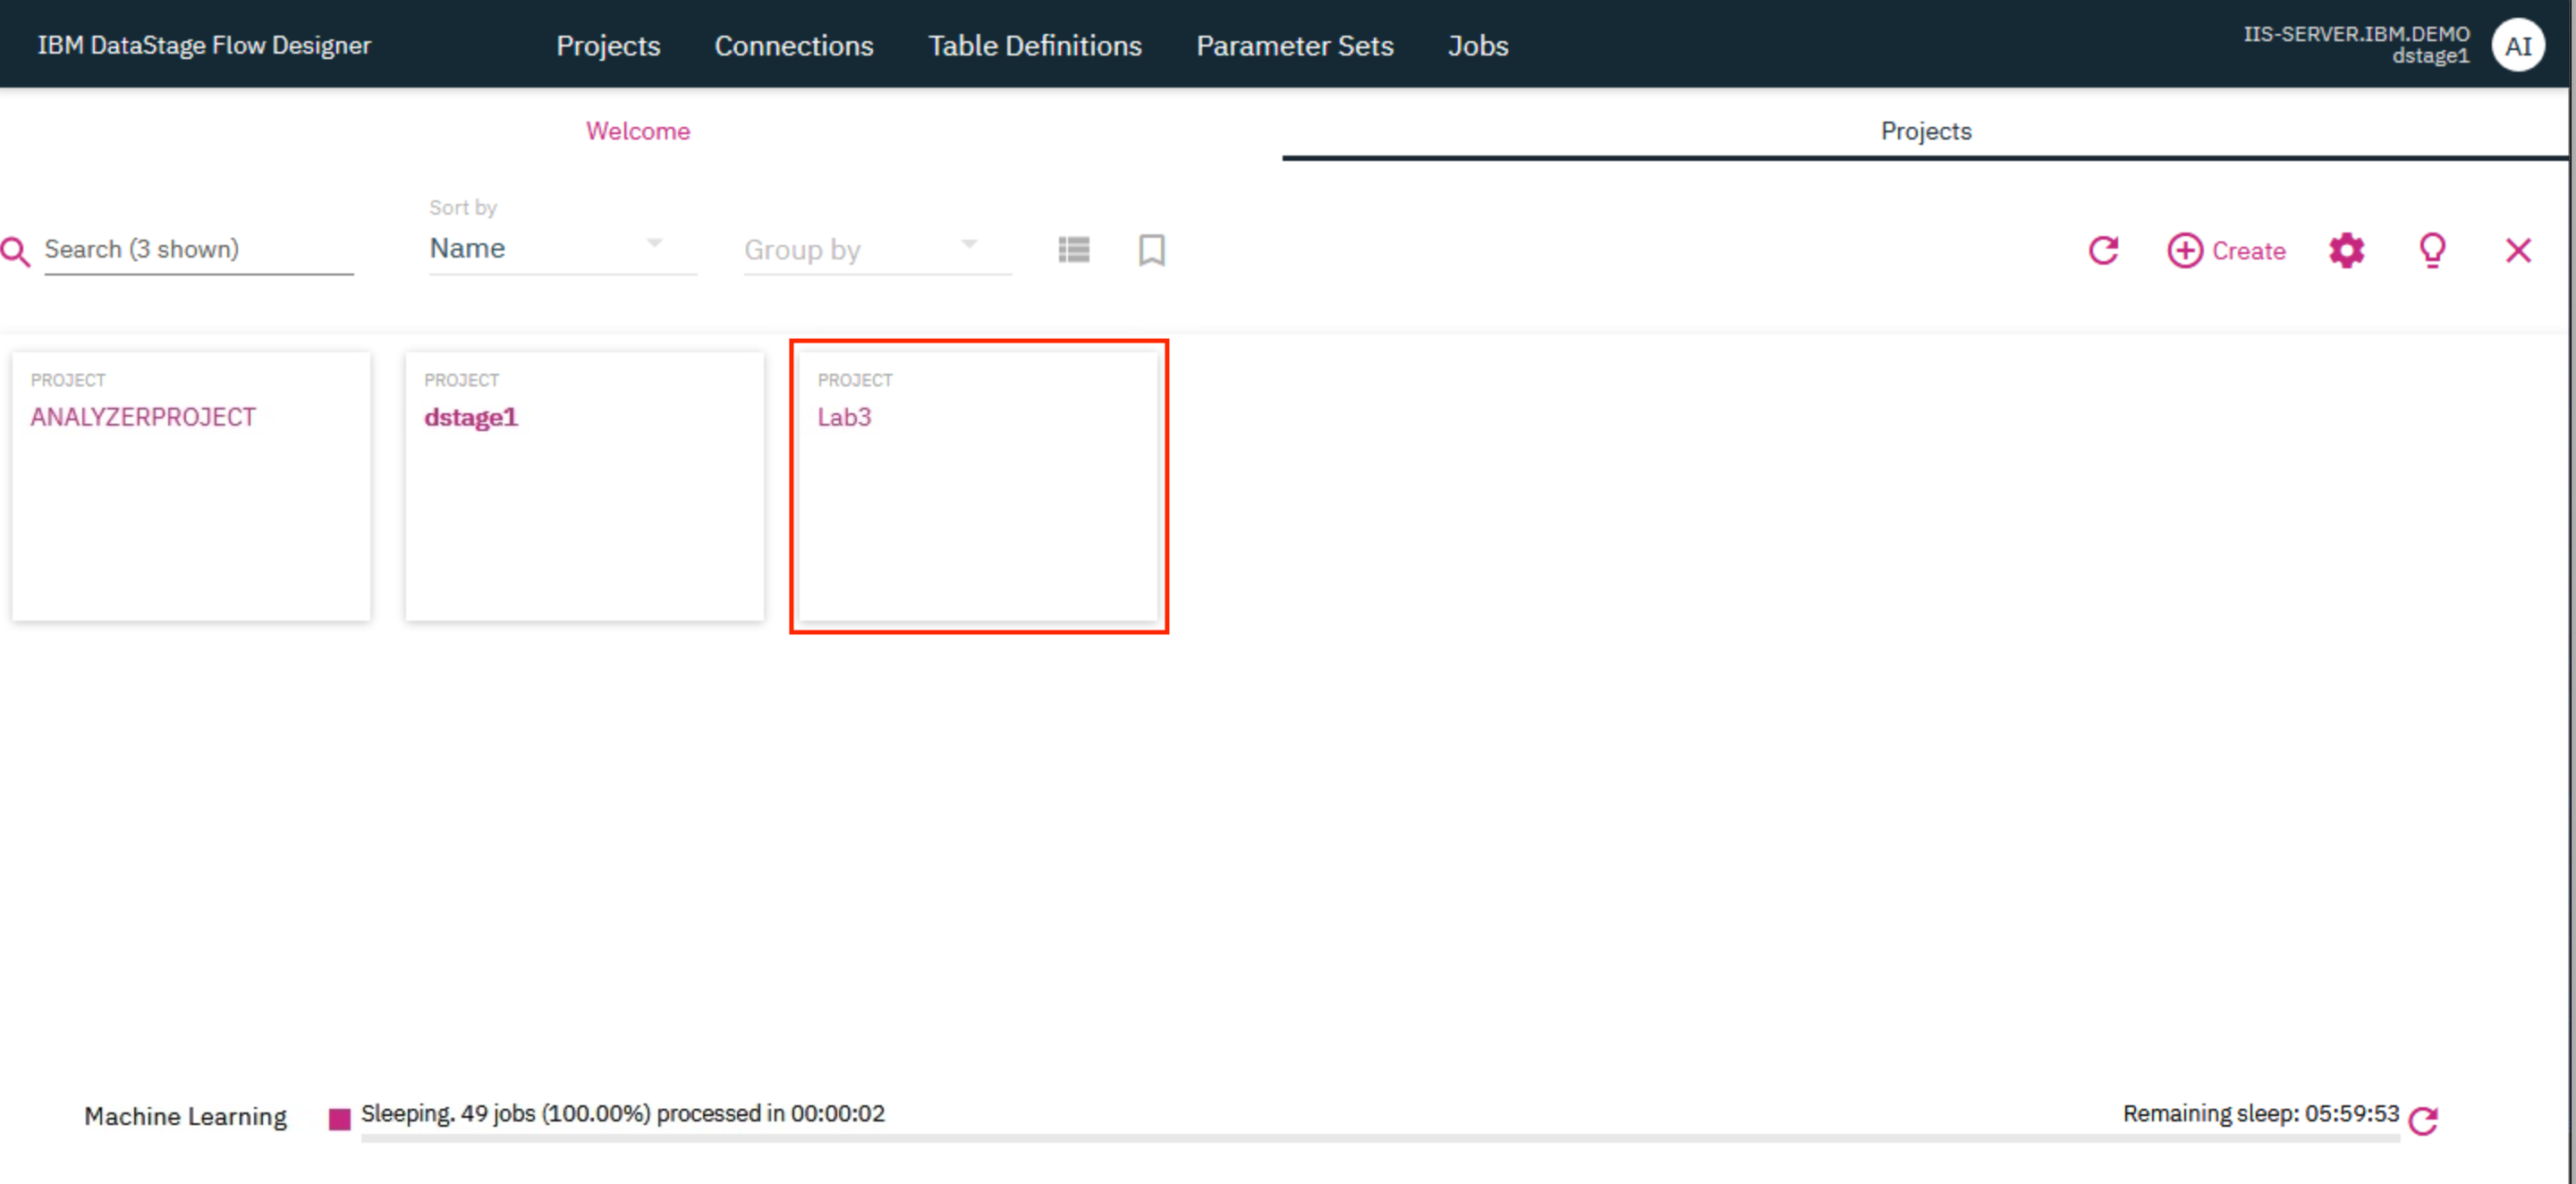 IBM DataStage Flow Designer
Projects
Connections
Table Definitions
Parameter Sets
Jobs
IIS-SERVER.IBM.DEMO
dstage1
AI
Welcome
Projects
Search (3 shown)
Sort by
Name
Group by
Create
PROJECT
ANALYZERPROJECT
PROJECT
dstage1
PROJECT
Lab3
Machine Learning
Sleeping. 49 jobs (100.00%) processed in 00:00:02
Remaining sleep: 05:59:53